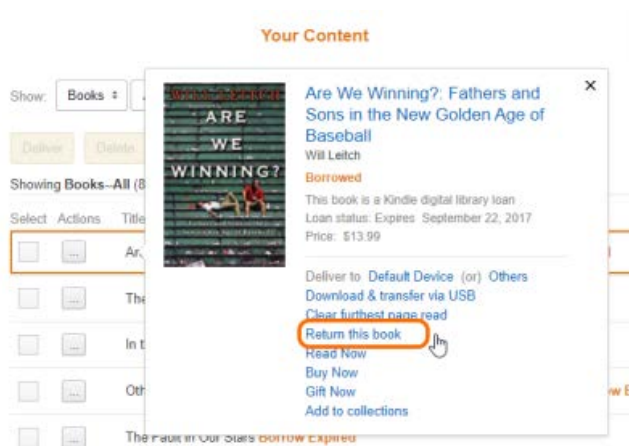 Your Content
Show: Books
Deliver Delete
Showing Books-All (8
Select Actions Title
Ar
The
In t
Oth
The Fault in Our Stars Borrow Expired
WILL LEITCH
ARE
WE
WINNING?
Are We Winning?: Fathers and
Sons in the New Golden Age of
Baseball
Will Leitch
Borrowed
This book is a Kindle digital library loan
Loan status: Expires September 22, 2017
Price: $13.99
Deliver to Default Device (or) Others
Download & transfer via USB
Clear furthest page read
Return this book
Read Now
Buy Now
Gift Now
Add to collections